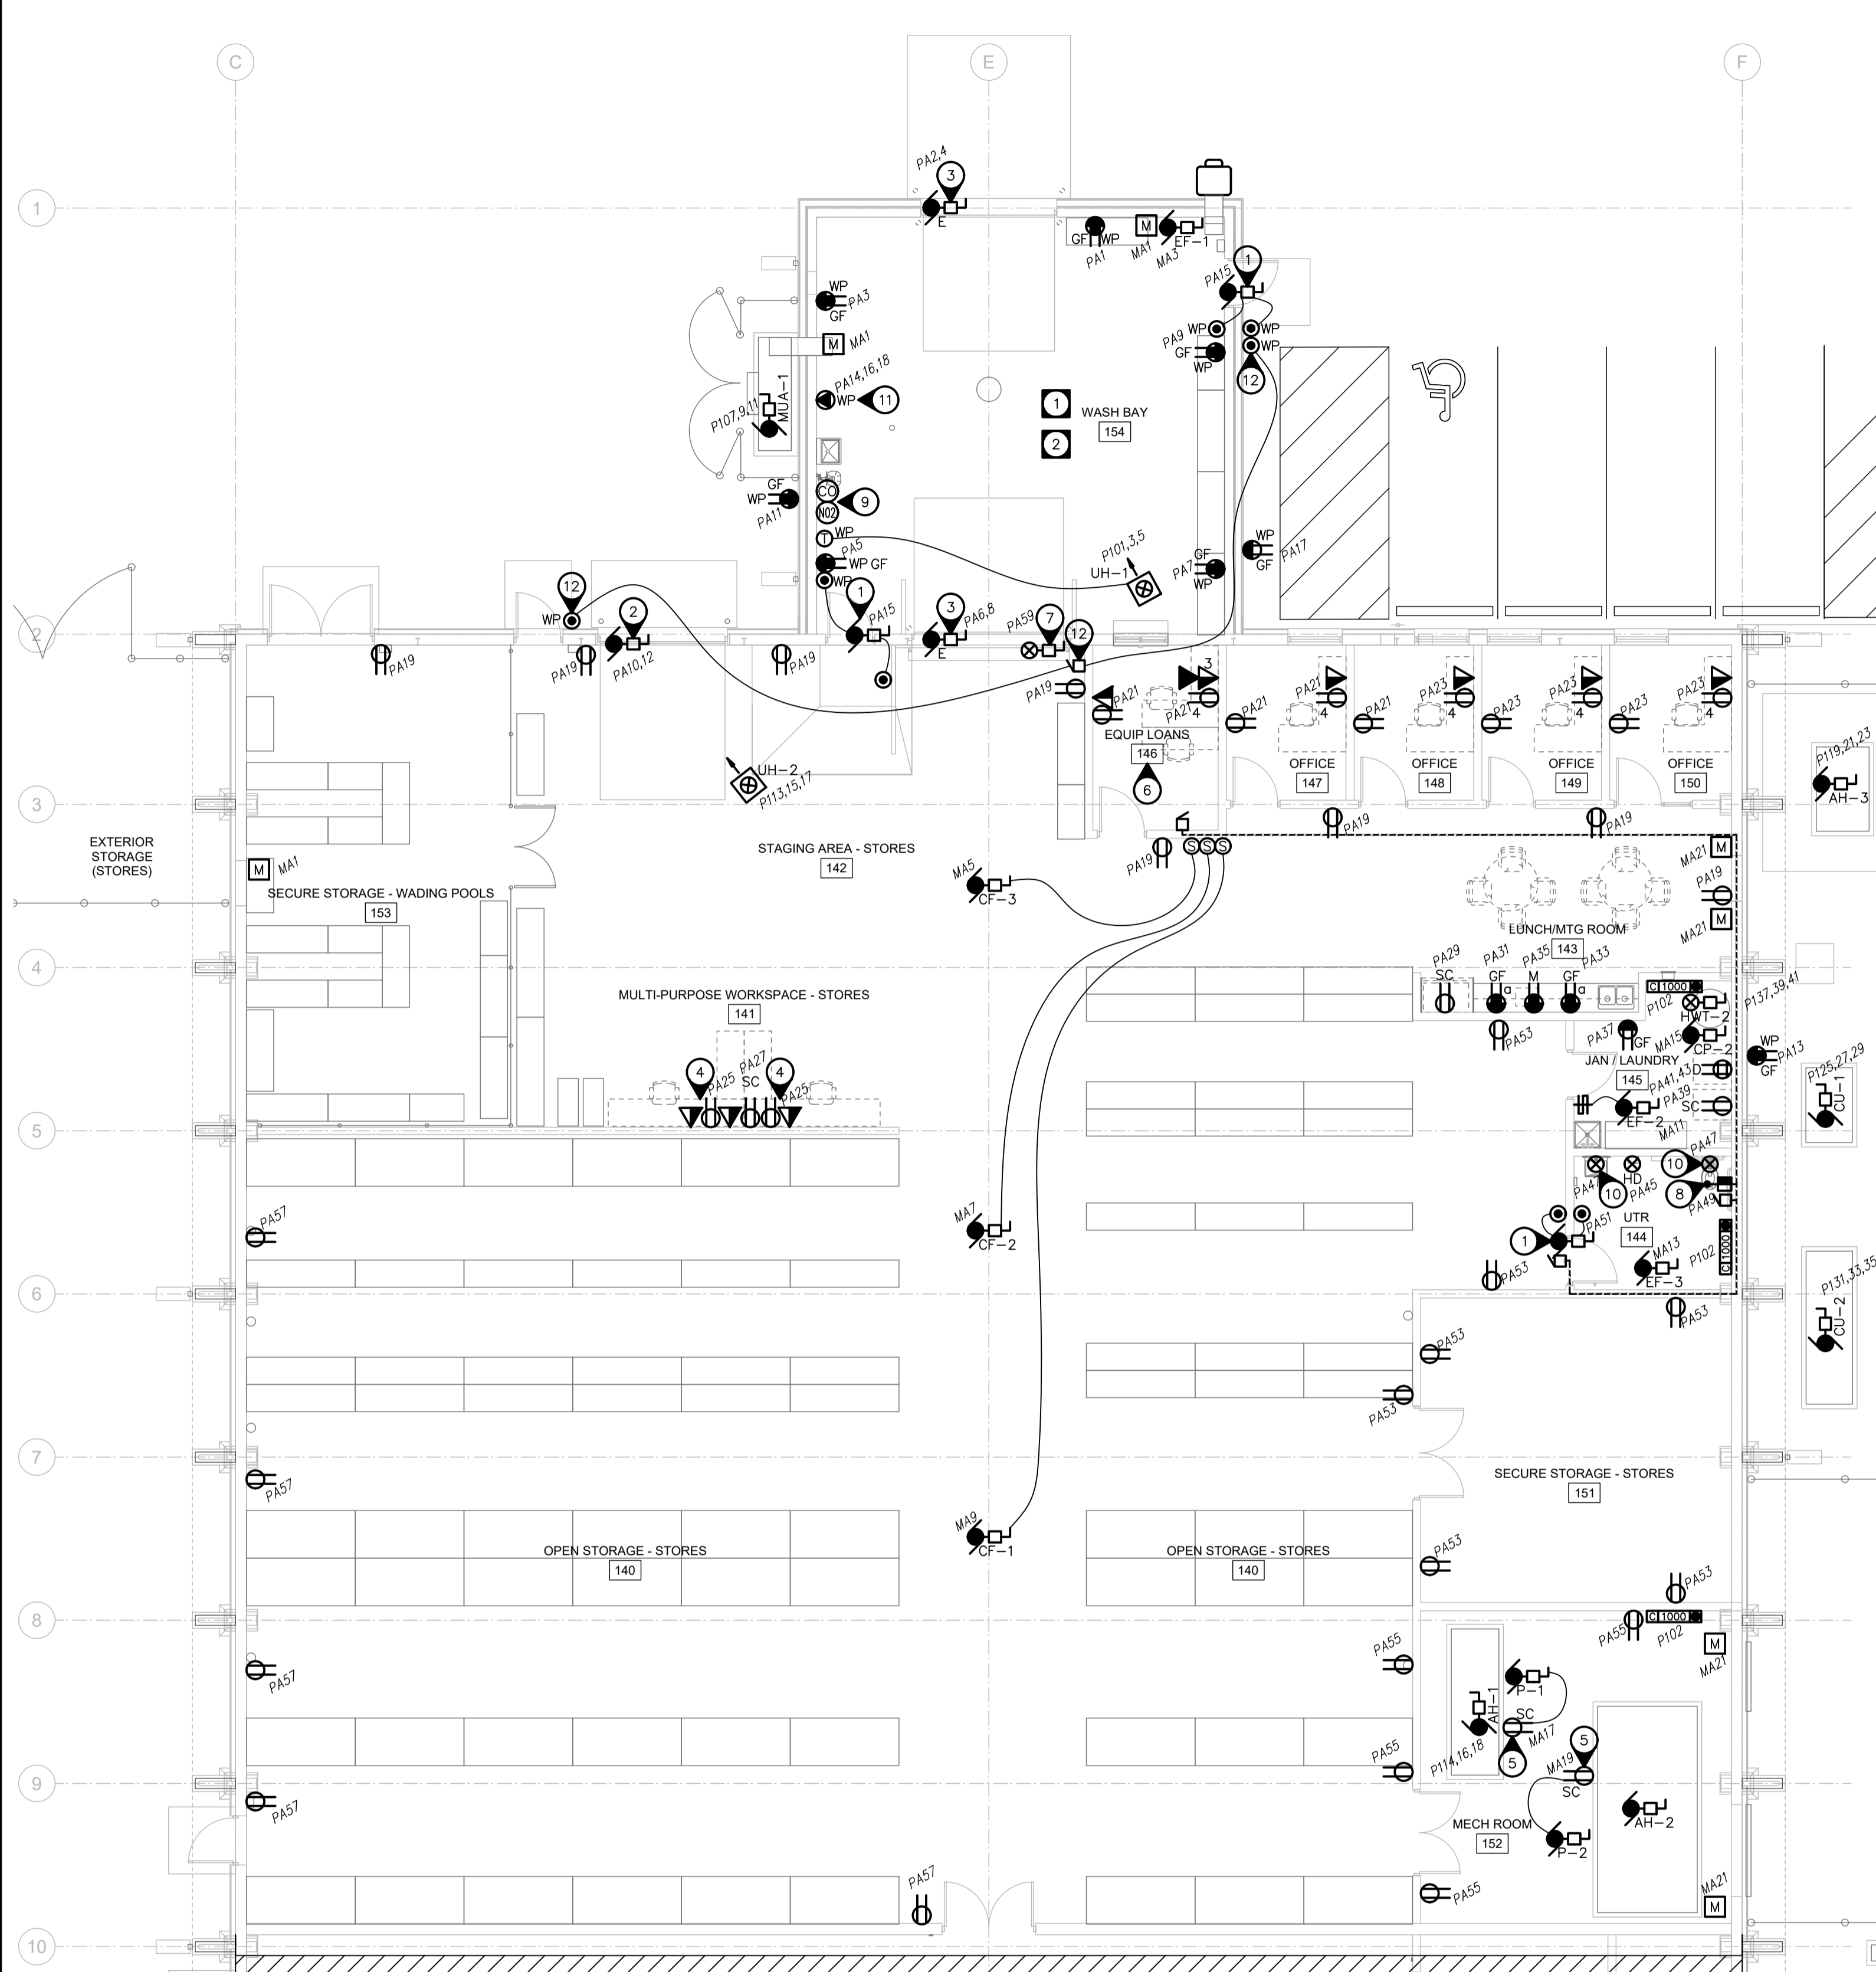 C
E
F
PA2,4
3
1
E
GF
WP
PA1
M
MA1
MA3
EF-1
1
PA15
WP
PA3
GF
M
MA1
PA9
WP
WP
WP
GF
WP
12
PA14,16,18
WP
11
MUA-1
P107,9,11
1
2
WASH BAY
154
GF
WP
PA11
CO
NO2
9
T
WP
PA5
WP GF
WP
P101,3,5
UH-1
GF
PA7
WP
WP
PA17
GF
12
WP
2
2
PA10,12
1
PA15
3
PA6,8
E
PA59
7
12
PA19
PA19
PA19
PA19
PA21
3
PA21
4
PA21
PA21
4
PA21
PA23
4
PA23
PA23
4
PA23
PA23
4
EQUIP LOANS
146
6
OFFICE
147
OFFICE
148
OFFICE
149
OFFICE
150
P119,21,23
AH-3
UH-2
P113,15,17
3
EXTERIOR
STORAGE
(STORES)
M
MA1
SECURE STORAGE - WADING POOLS
153
STAGING AREA - STORES
142
PA19
S
S
S
PA19
PA19
M
MA21
PA19
M
MA21
MA5
CF-3
LUNCH/MTG ROOM
143
4
MULTI-PURPOSE WORKSPACE - STORES
141
PA29
SC
PA31
GF
a
PA35
M
PA33
GF
a
C
1000
P102
HWT-2
P137,39,41
PA53
PA37
GF
MA15
CP-2
WP
PA13
GF
JAN / LAUNDRY
145
PA41,43
D
PA39
SC
P125,27,29
CU-1
4
PA25
PA27
SC
4
PA25
5
EF-2
MA11
PA47
10
PA47
10
HD
PA45
8
PA49
UTR
144
PA51
1
PA57
MA7
CF-2
MA13
EF-3
C
1000
P102
PA53
P131,33,35
CU-2
6
PA53
PA53
PA53
7
PA57
SECURE STORAGE - STORES
151
MA9
CF-1
OPEN STORAGE - STORES
140
OPEN STORAGE - STORES
140
PA53
PA53
8
PA55
C
1000
P102
M
MA21
PA57
PA55
P-1
AH-1
SC
MA17
5
P114,16,18
5
MA19
SC
PA55
9
PA57
AH-2
MECH ROOM
152
P-2
PA57
PA55
MA21
M
10